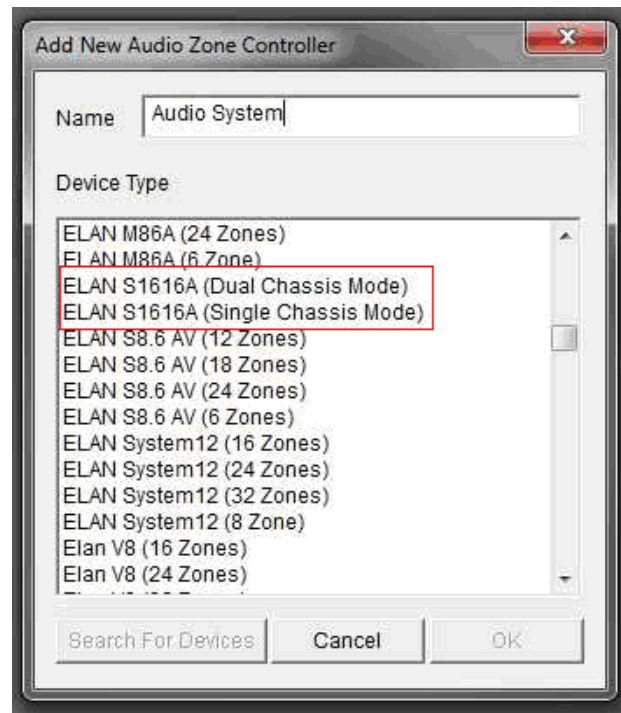 Add New Audio Zone Controller
Name Audio System
Device Type
ELAN M86A (24 Zones)
ELAN M86A (6 Zone)
ELAN S1616A (Dual Chassis Mode)
ELAN S1616A (Single Chassis Mode)
ELAN S8.6 AV (12 Zones)
ELAN S8.6 AV (18 Zones)
ELAN S8.6 AV (24 Zones)
ELAN S8.6 AV (6 Zones)
ELAN System12 (16 Zones)
ELAN System12 (24 Zones)
ELAN System12 (32 Zones)
ELAN System12 (8 Zone)
Elan V8 (16 Zones)
Elan V8 (24 Zones)
Search For Devices Cancel OK